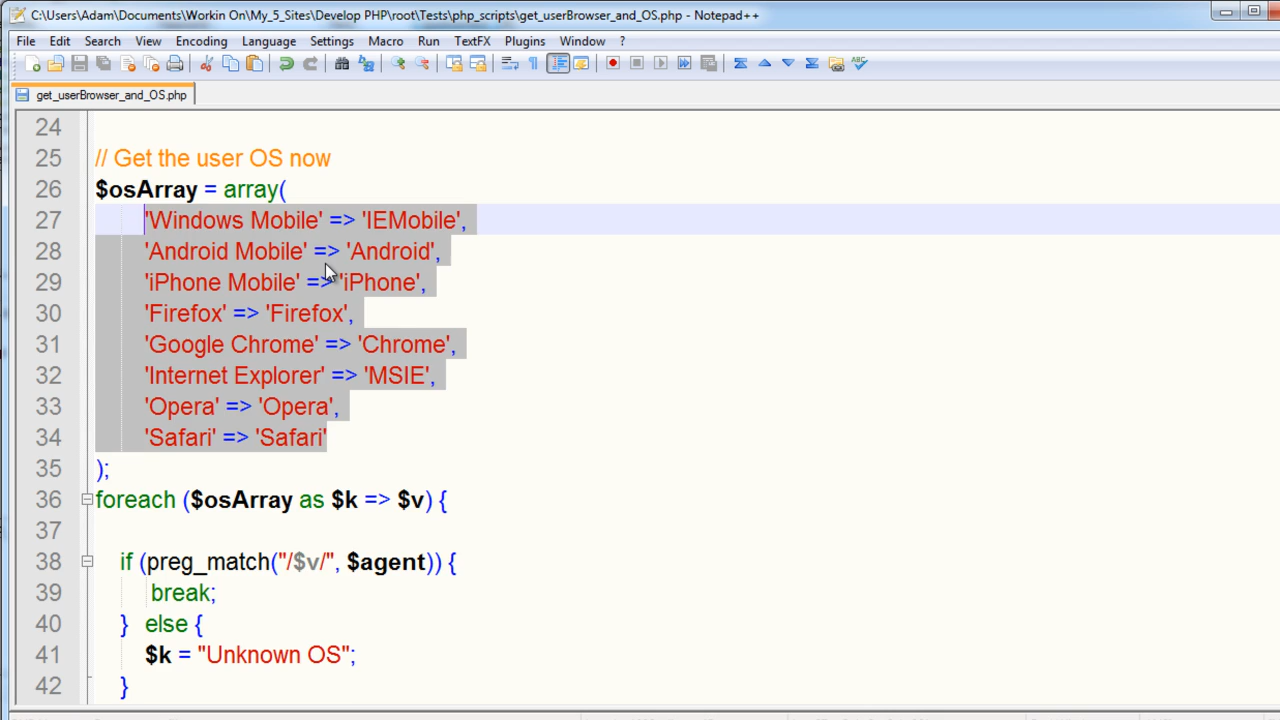 C:\Users\Adam\Documents\Workin On\My_5_Sites\Develop PHP\root\Tests\php_scripts\get_userBrowser_and_OS.php - Notepad++
File Edit Search View Encoding Language Settings Macro Run TextFX Plugins Window ?
get_userBrowser_and_OS.php
24
25 // Get the user OS now
26 $osArray = array(
27 'Windows Mobile' => 'IEMobile',
28 'Android Mobile' => 'Android',
29 'iPhone Mobile' => 'iPhone',
30 'Firefox' => 'Firefox',
31 'Google Chrome' => 'Chrome',
32 'Internet Explorer' => 'MSIE',
33 'Opera' => 'Opera',
34 'Safari' => 'Safari'
35 );
36 foreach ($osArray as $k => $v) {
37
38 if (preg_match("/$v/", $agent)) {
39 break;
40 } else {
41 $k = "Unknown OS";
42 }